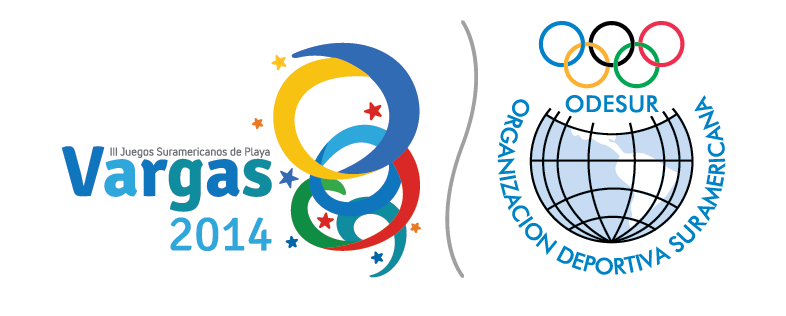 III Juegos Suramericanos de Playa
Vargas
2014
ODESUR
ORGANIZACION DEPORTIVA SURAMERICANA